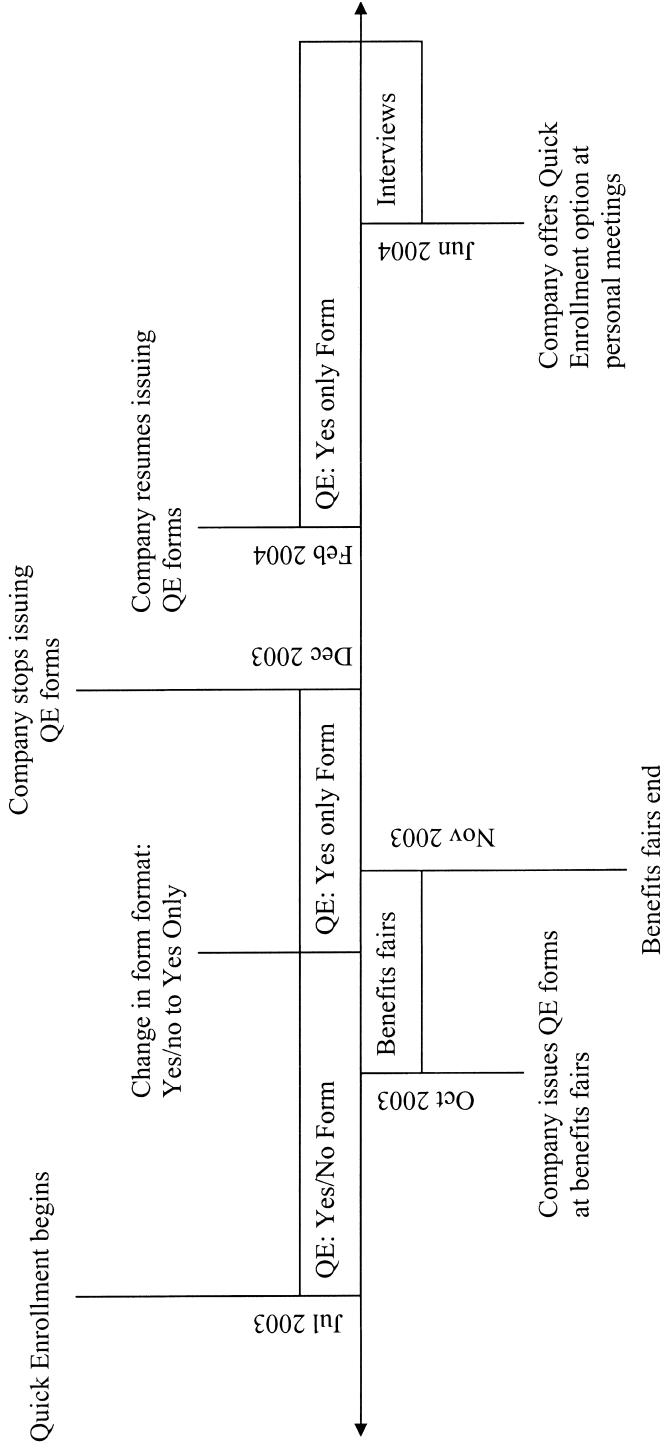 Quick Enrollment begins
Company stops issuing
QE forms
Change in form format:
Yes/no to Yes Only
Company resumes issuing
QE forms
QE: Yes/No Form
QE: Yes only Form
QE: Yes only Form
Jul 2003
Dec 2003
Feb 2004
Oct 2003
Benefits fairs
Nov 2003
Jun 2004
Interviews
Company issues QE forms
at benefits fairs
Benefits fairs end
Company offers Quick
Enrollment option at
personal meetings